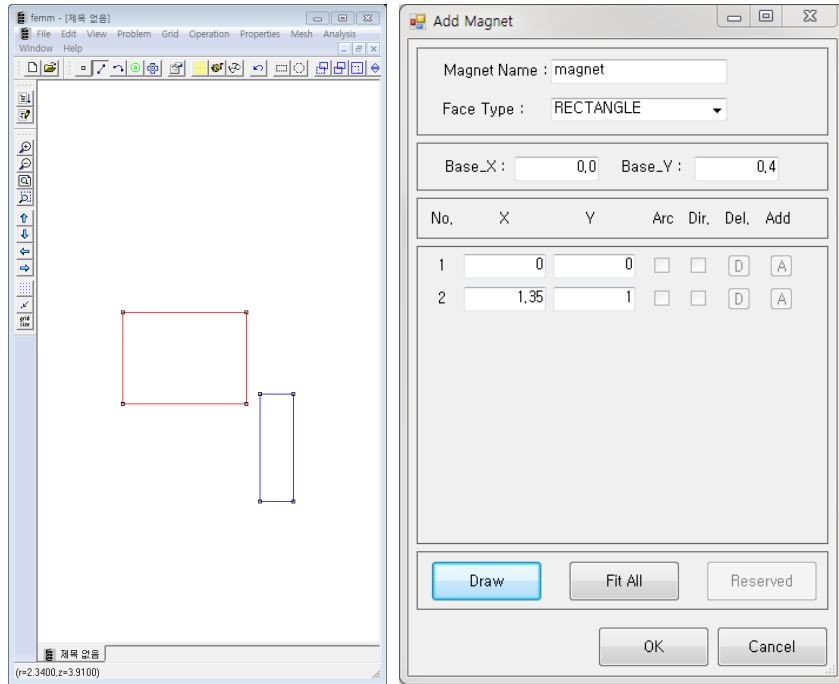 femm - [제목 없음]
File Edit View Problem Grid Operation Properties Mesh Analysis
Window Help
grid
size
제목 없음
(r=2.3400,z=3.9100)
Add Magnet
Magnet Name : magnet
Face Type : RECTANGLE
Base_X : 0,0 Base_Y : 0,4
No, X Y Arc Dir, Del, Add
1 0 0 D A
2 1,35 1 D A
Draw Fit All Reserved
OK Cancel